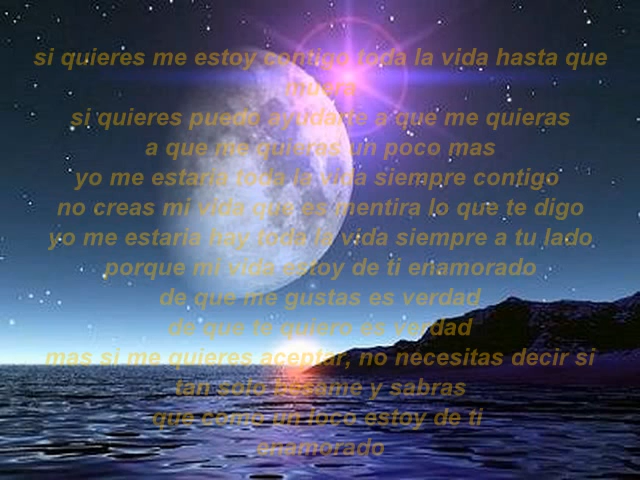 si quieres me estoy contigo toda la vida hasta que
muera
si quieres puedo ayudarte a que me quieras
a que me quieras un poco mas
yo me estaria toda la vida siempre contigo
no creas mi vida que es mentira lo que te digo
yo me estaria hay toda la vida siempre a tu lado
porque mi vida estoy de ti enamorado
de que me gustas es verdad
de que te quiero es verdad
mas si me quieres aceptar, no necesitas decir si
tan solo besame y sabras
que como un loco estoy de ti
enamorado